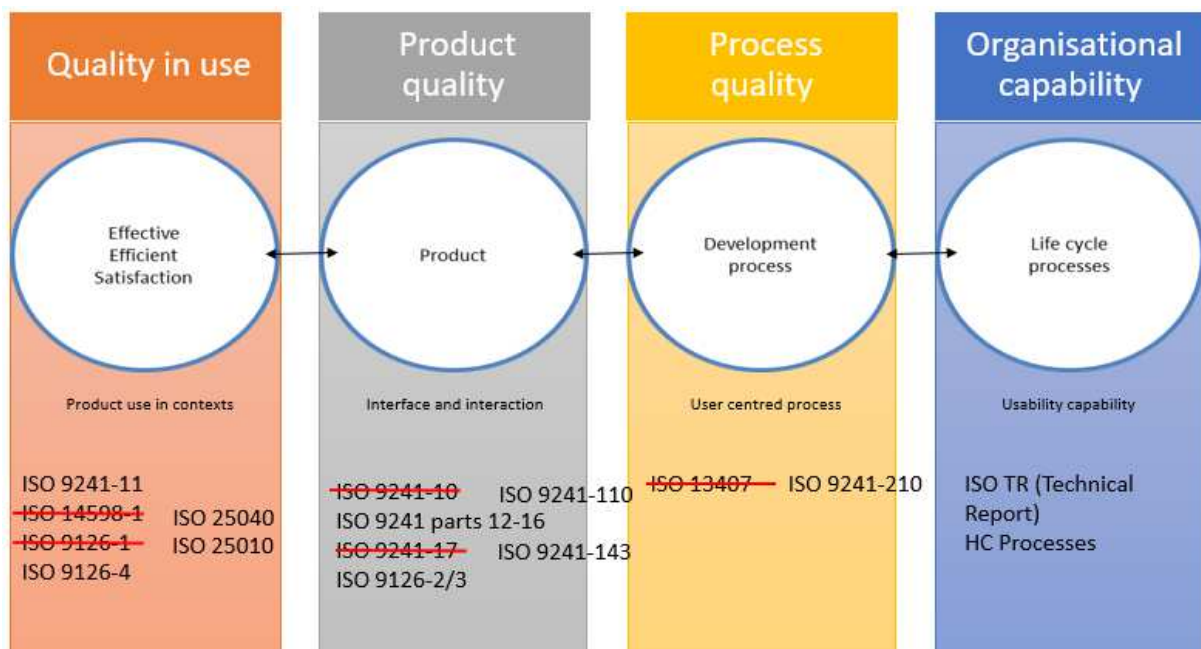 Quality in use
Effective
Efficient
Satisfaction
Product use in contexts
ISO 9241-11
ISO 14598-1 ISO 25040
ISO 9126-1 ISO 25010
ISO 9126-4
Product
quality
Product
Interface and interaction
ISO 9241-10 ISO 9241-110
ISO 9241 parts 12-16
ISO 9241-17 ISO 9241-143
ISO 9126-2/3
Process
quality
Development
process
User centred process
ISO 13407 ISO 9241-210
Organisational
capability
Life cycle
processes
Usability capability
ISO TR (Technical
Report)
HC Processes